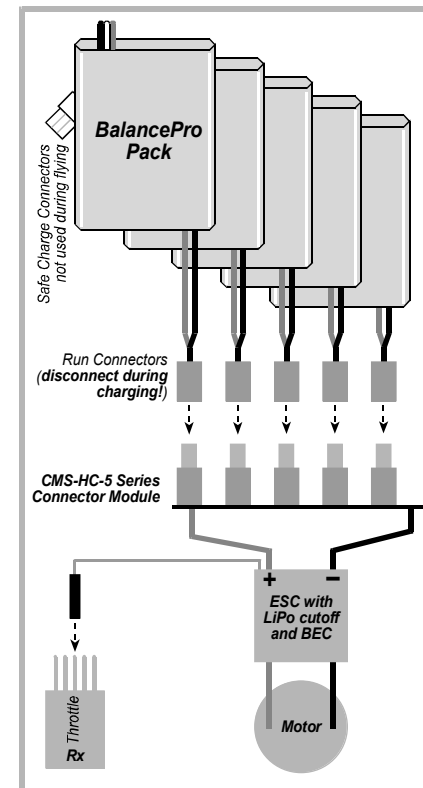 BalancePro
Pack
Safe Charge Connectors
not used during flying
Run Connectors
(disconnect during
charging!)
CMS-HC-5 Series
Connector Module
+ −
ESC with
LiPo cutoff
and BEC
Throttle
Rx
Motor